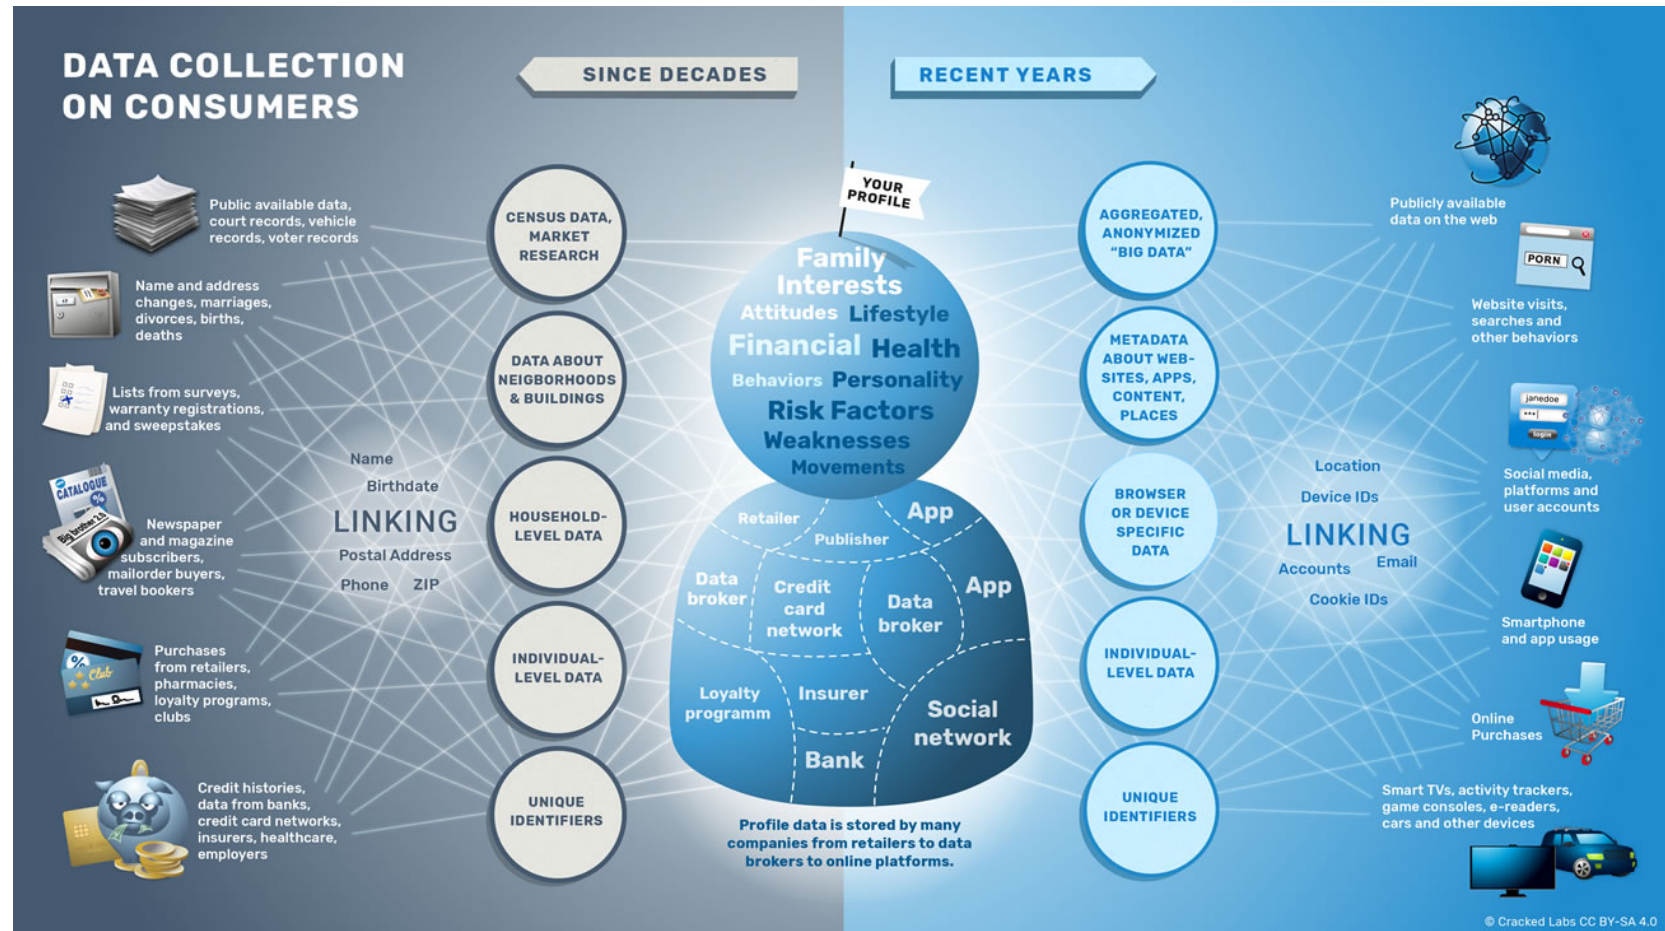 DATA COLLECTION
ON CONSUMERS
SINCE DECADES
RECENT YEARS
Public available data,
court records, vehicle
records, voter records
Name and address
changes, marriages,
divorces, births,
deaths
Lists from surveys,
warranty registrations,
and sweepstakes
CATALOGUE
%
Big brother 2.0
Newspaper
and magazine
subscribers,
mailorder buyers,
travel bookers
%
Club
Purchases
from retailers,
pharmacies,
loyalty programs,
clubs
Credit histories,
data from banks,
credit card networks,
insurers, healthcare,
employers
Name
Birthdate
LINKING
Postal Address
Phone
ZIP
CENSUS DATA,
MARKET
RESEARCH
DATA ABOUT
NEIGBORHOODS
& BUILDINGS
HOUSEHOLD-
LEVEL DATA
INDIVIDUAL-
LEVEL DATA
UNIQUE
IDENTIFIERS
YOUR
PROFILE
Family
Interests
Attitudes Lifestyle
Financial Health
Behaviors Personality
Risk Factors
Weaknesses
Movements
Retailer
App
Publisher
Data
broker
Credit
card
network
Data
broker
App
Loyalty
programm
Insurer
Social
network
Bank
Profile data is stored by many
companies from retailers to data
brokers to online platforms.
AGGREGATED,
ANONYMIZED
“BIG DATA”
METADATA
ABOUT WEB-
SITES, APPS,
CONTENT,
PLACES
BROWSER
OR DEVICE
SPECIFIC
DATA
INDIVIDUAL-
LEVEL DATA
UNIQUE
IDENTIFIERS
Location
Device IDs
LINKING
Accounts
Email
Cookie IDs
Publicly available
data on the web
PORN
Website visits,
searches and
other behaviors
janedoe
login
Social media,
platforms and
user accounts
Smartphone
and app usage
Online
Purchases
Smart TVs, activity trackers,
game consoles, e-readers,
cars and other devices
© Cracked Labs CC BY-SA 4.0